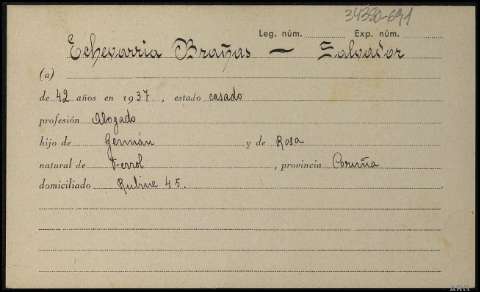 34350-691
Leg. núm. Exp. núm.
Echevarria Brañas — Salvador
(a)
de 42 años en 1937, estado casado
profesión Abogado
hijo de Germán y de Rosa
natural de Ferrol, provincia Coruña
domiciliado Rubine 45.